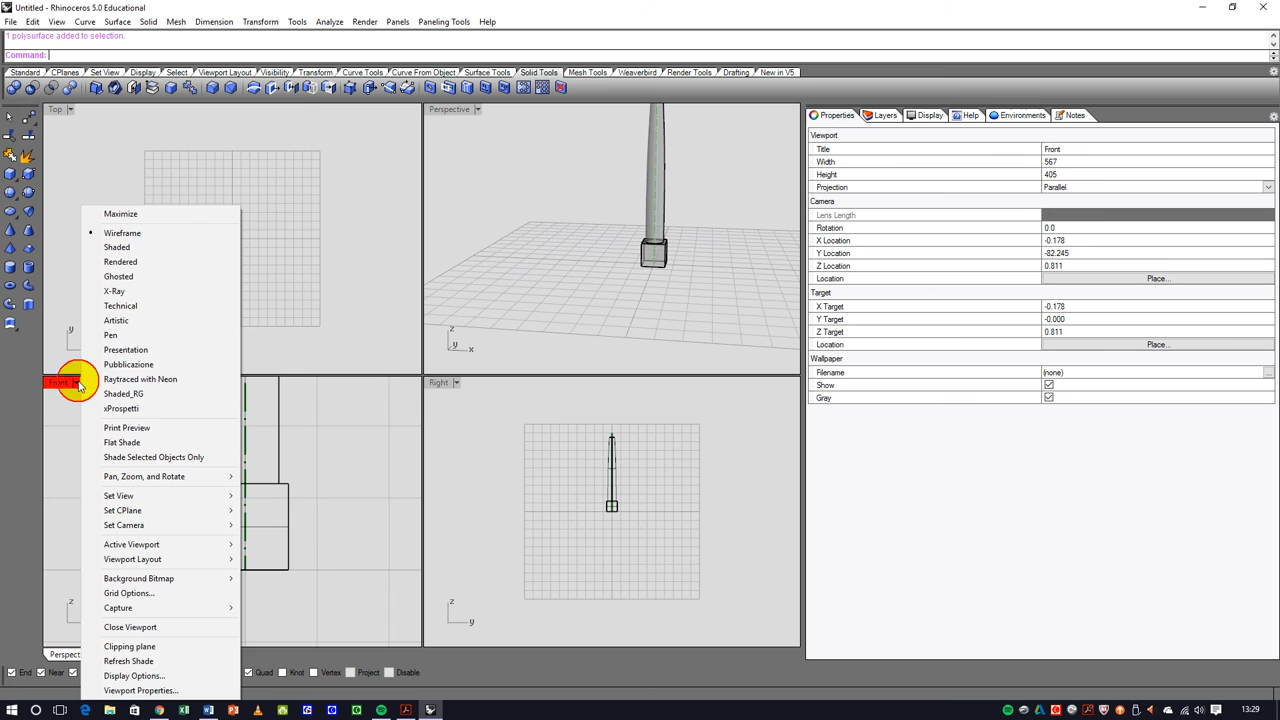 Untitled - Rhinoceros 5.0 Educational
File Edit View Curve Surface Solid Mesh Dimension Transform Tools Analyze Render Panels Paneling Tools Help
1 polysurface added to selection.
Command:
Standard CPlanes Set View Display Select Viewport Layout Visibility Transform Curve Tools Curve From Object Surface Tools Solid Tools Mesh Tools Weaverbird Render Tools Drafting New in V5
Top
Perspective
Properties Layers Display Help Environments Notes
Viewport
Title Front
Width 567
Height 405
Projection Parallel
Camera
Lens Length
Rotation 0.0
X Location -0.178
Y Location -82.245
Z Location 0.811
Location Place...
Target
X Target -0.178
Y Target -0.000
Z Target 0.811
Location Place...
Wallpaper
Filename (none) ...
Show
Gray
Maximize
Wireframe
Shaded
Rendered
Ghosted
X-Ray
Technical
Artistic
Pen
Presentation
Pubblicazione
Raytraced with Neon
Shaded_RG
xProspetti
Print Preview
Flat Shade
Shade Selected Objects Only
Pan, Zoom, and Rotate
Set View
Set CPlane
Set Camera
Active Viewport
Viewport Layout
Background Bitmap
Grid Options...
Capture
Close Viewport
Clipping plane
Refresh Shade
Display Options...
Viewport Properties...
y
z
y x
Front
Right
z
z
y
Perspect
End Near Quad Knot Vertex Project Disable
13:29